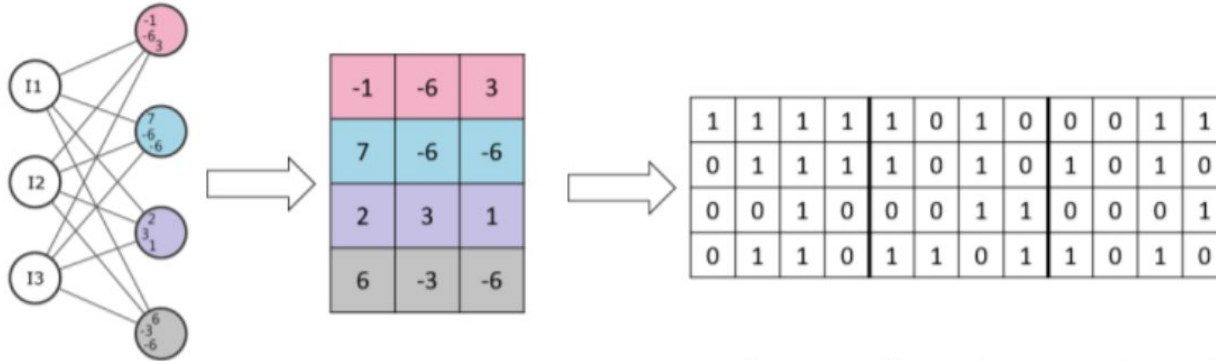 -1
-6
3
I1
7
-6
-6
I2
2
3
1
I3
6
-3
-6
-1 -6 3
7 -6 -6
2 3 1
6 -3 -6
1 1 1 1 1 0 1 0 0 0 1 1
0 1 1 1 1 0 1 0 1 0 1 0
0 0 1 0 0 0 1 1 0 0 0 1
0 1 1 0 1 1 0 1 1 0 1 0